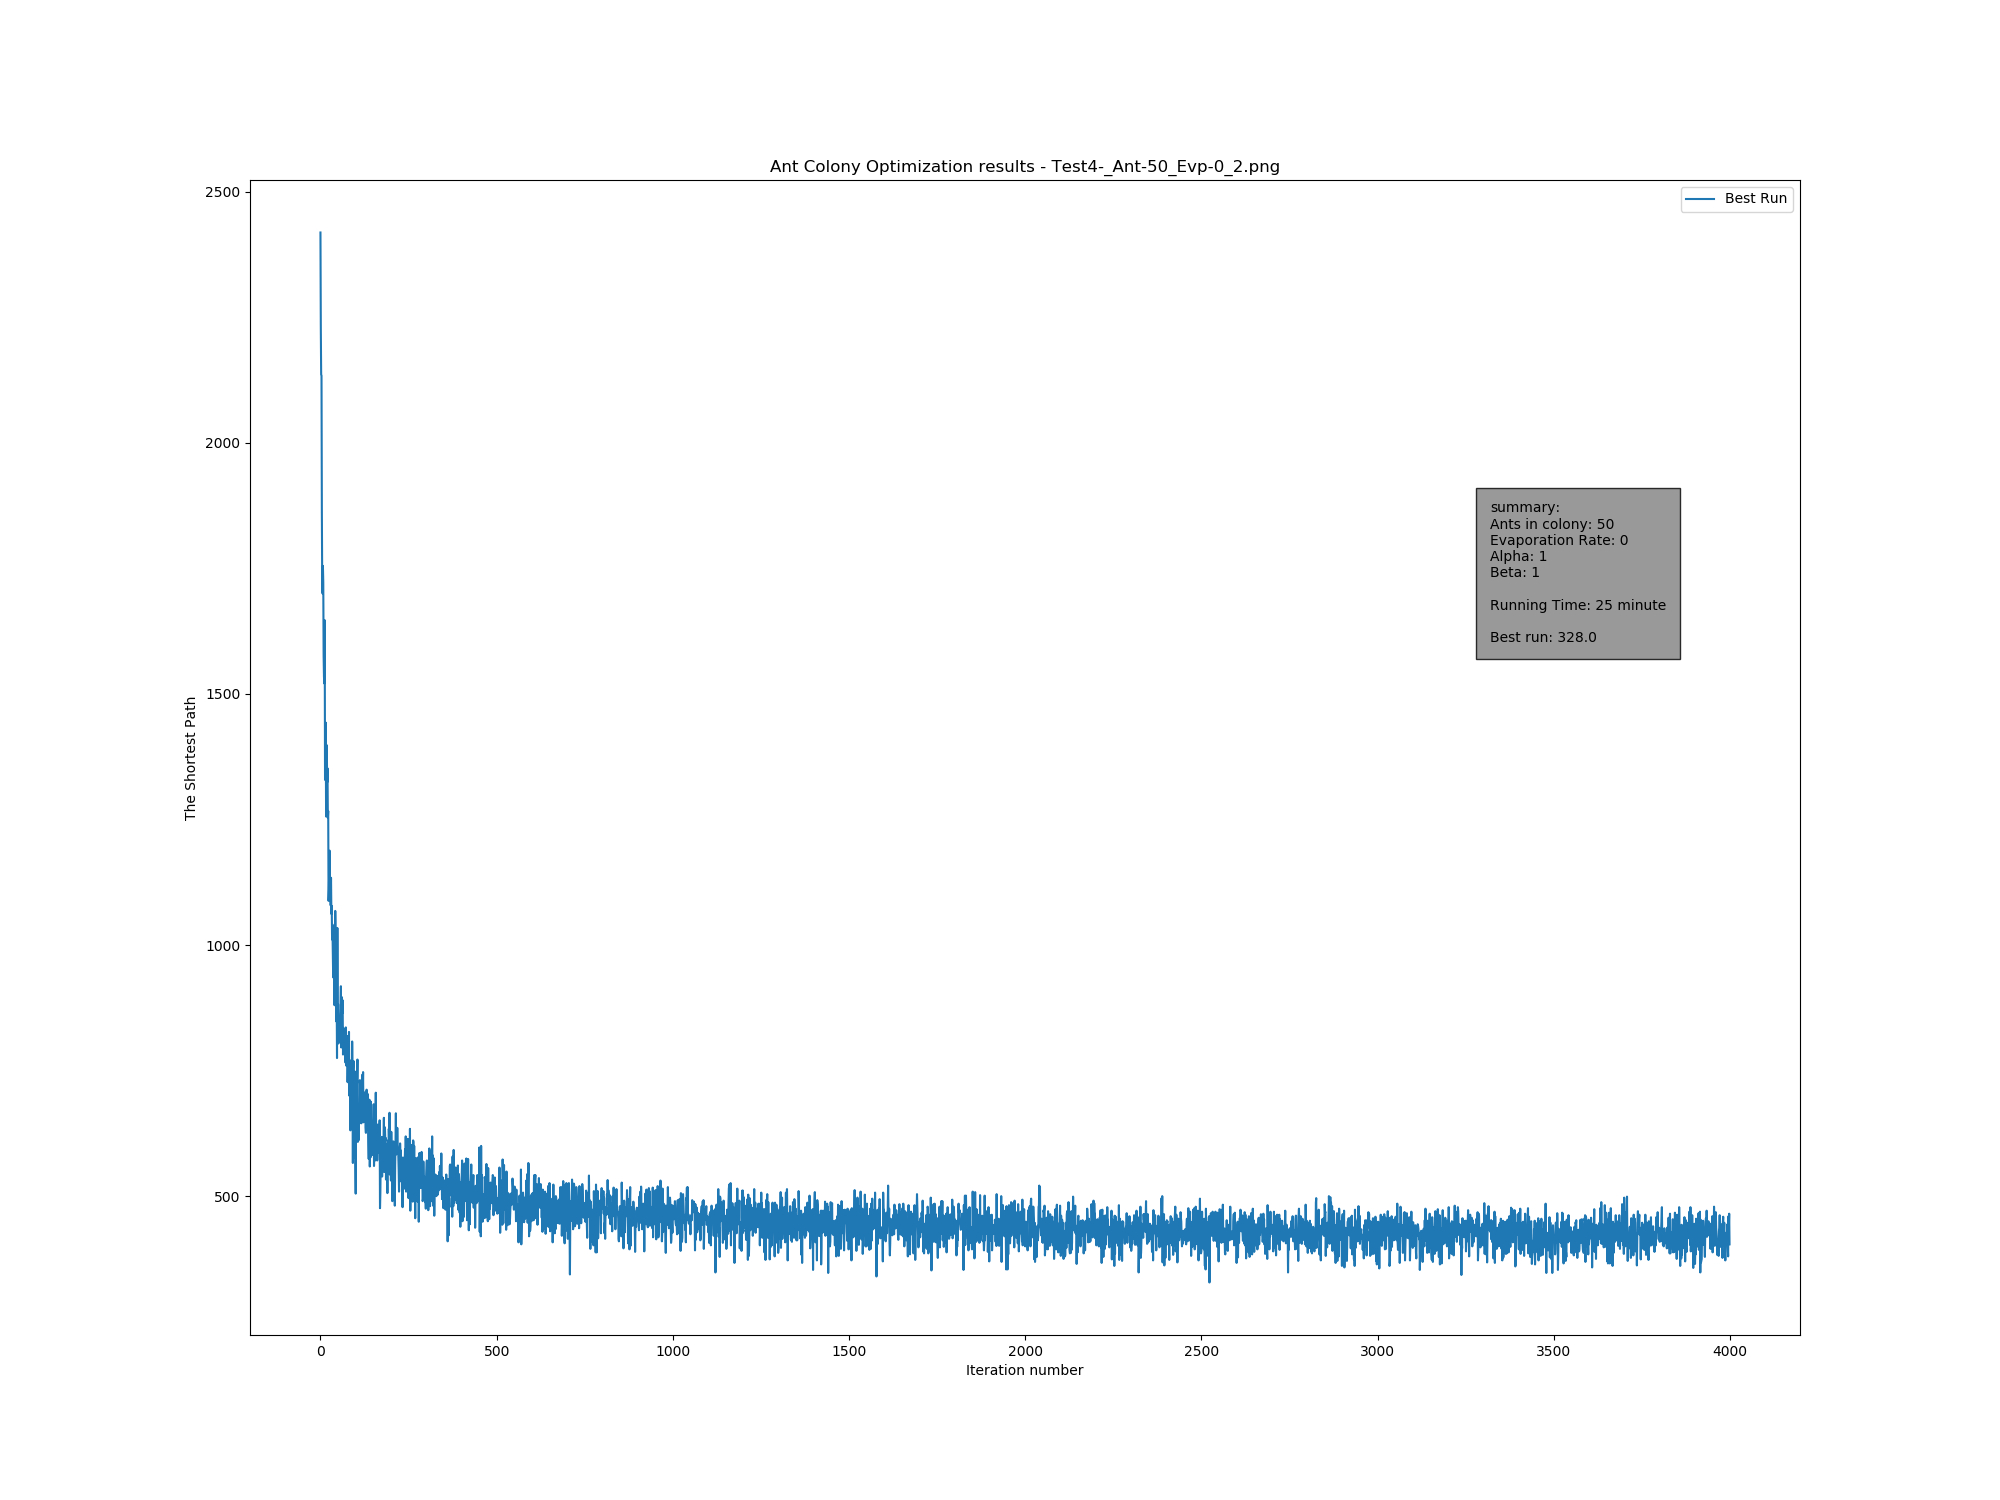 Ant Colony Optimization results - Test4-_Ant-50_Evp-0_2.png
Best Run
2500
2000
1500
1000
500
The Shortest Path
summary:
Ants in colony: 50
Evaporation Rate: 0
Alpha: 1
Beta: 1
Running Time: 25 minute
Best run: 328.0
0 500 1000 1500 2000 2500 3000 3500 4000
Iteration number